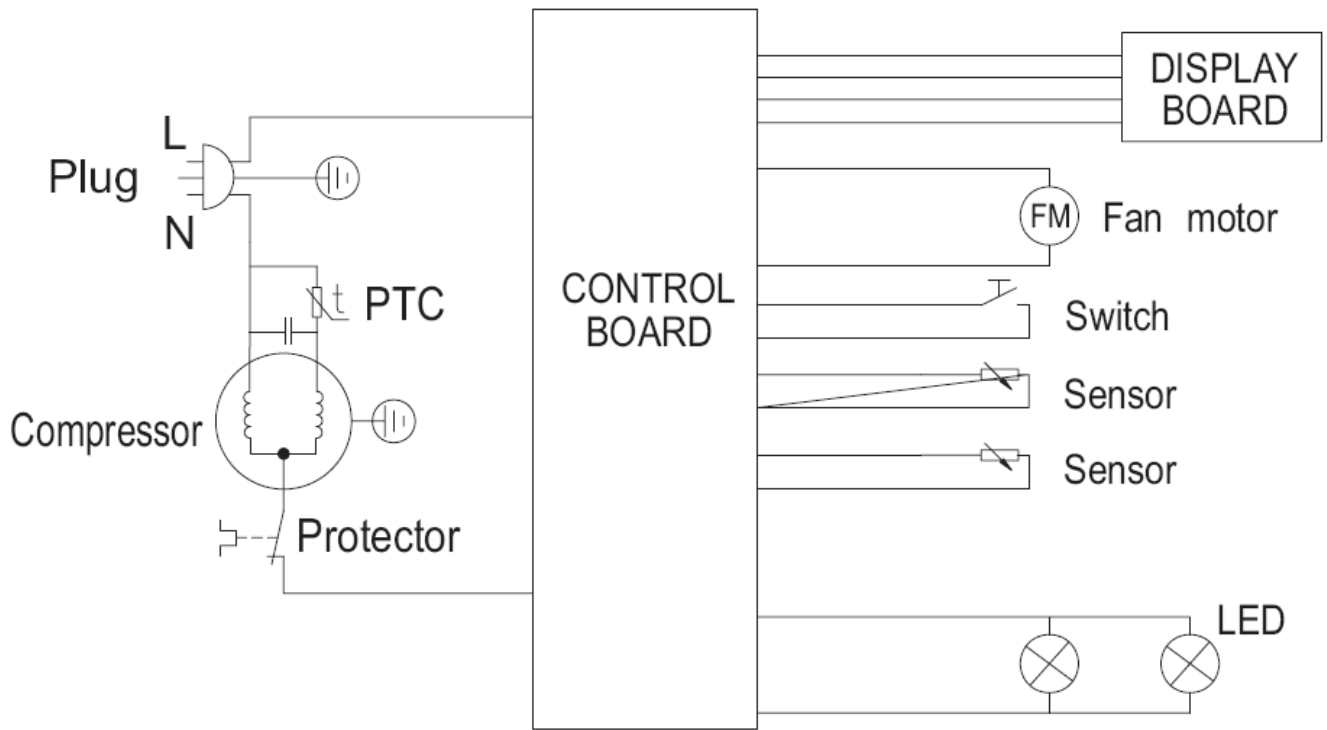 L
Plug
N
t
PTC
Compressor
Protector
CONTROL
BOARD
DISPLAY
BOARD
FM
Fan motor
Switch
Sensor
Sensor
LED